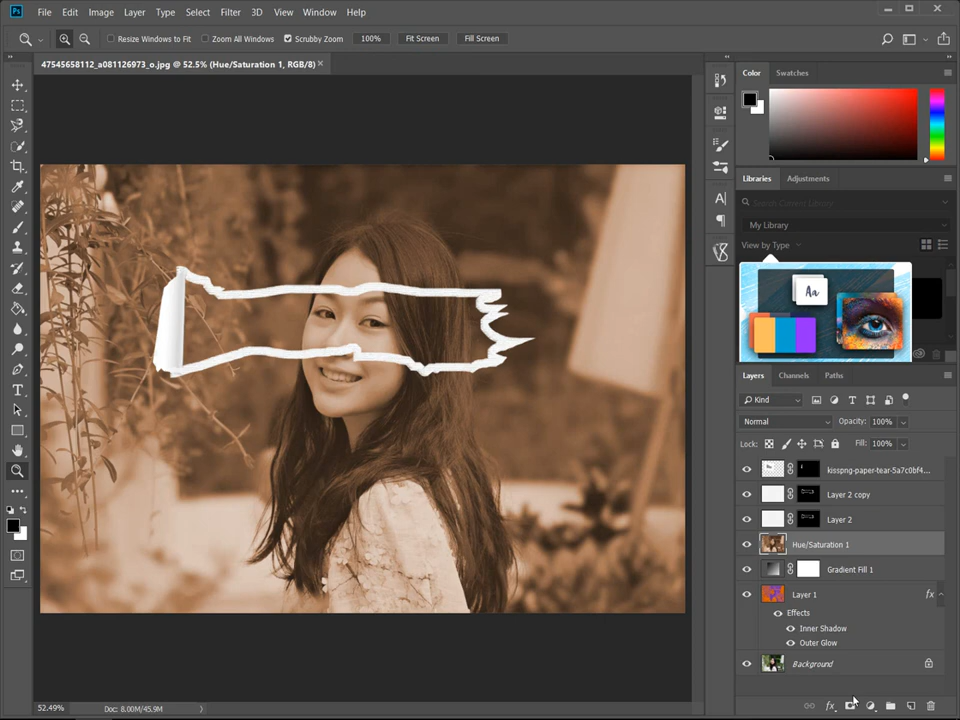 Ps File Edit Image Layer Type Select Filter 3D View Window Help
Resize Windows to Fit Zoom All Windows Scrubby Zoom 100% Fit Screen Fill Screen
47545658112_a081126973_o.jpg @ 52.5% (Hue/Saturation 1, RGB/8) ×
Color Swatches
Libraries Adjustments
Search Current Library
My Library
View by Type
Aa
Layers Channels Paths
Kind
Normal Opacity: 100%
Lock: Fill: 100%
kisspng-paper-tear-5a7c0bf4...
Layer 2 copy
Layer 2
Hue/Saturation 1
Gradient Fill 1
Layer 1 fx
Effects
Inner Shadow
Outer Glow
Background
fx
52.49% Doc: 8.00M/45.9M